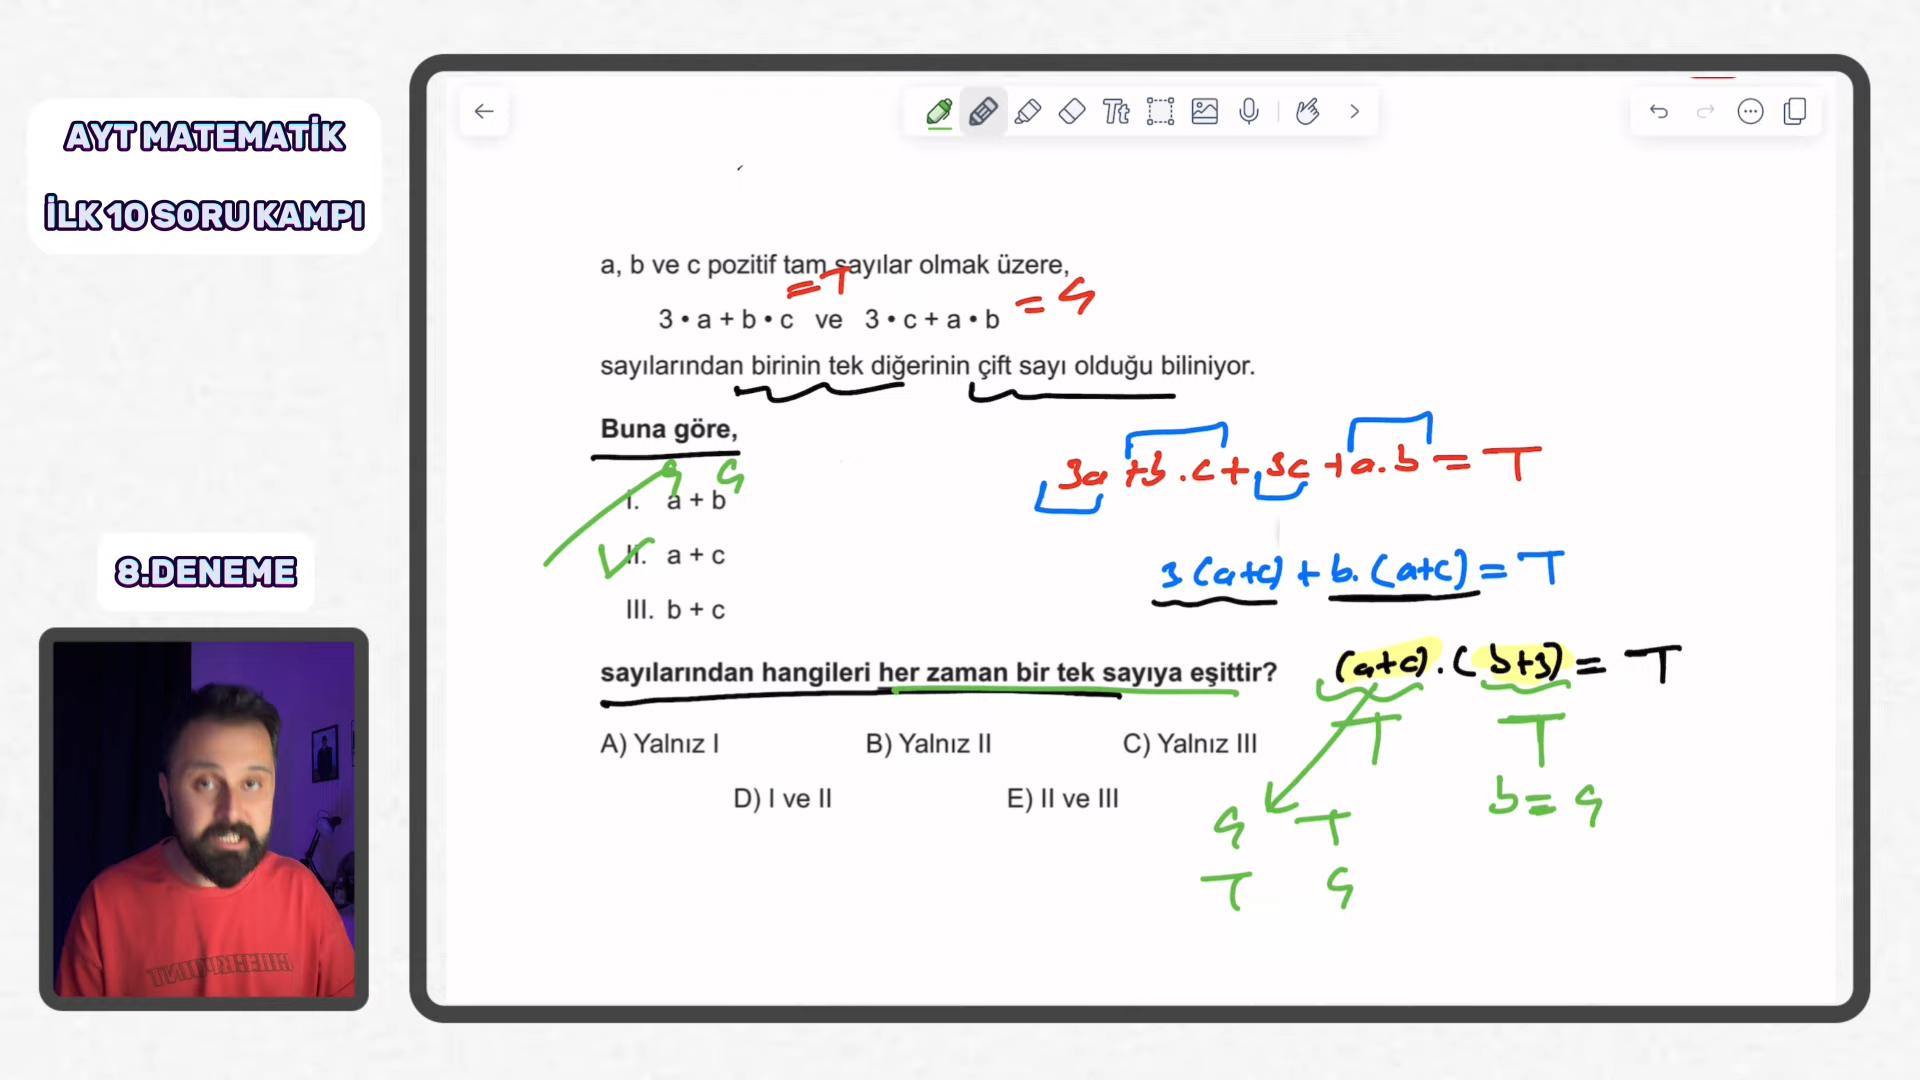 AYT MATEMATİK
İLK 10 SORU KAMPI
8.DENEME
Tt
a, b ve c pozitif tam sayılar olmak üzere,
= T
= Ç
3 • a + b • c ve 3 • c + a • b
sayılarından birinin tek diğerinin çift sayı olduğu biliniyor.
Buna göre,
Ç Ç
I. a + b
II. a + c
III. b + c
sayılarından hangileri her zaman bir tek sayıya eşittir?
A) Yalnız I B) Yalnız II C) Yalnız III
D) I ve II E) II ve III
3a + b . c + 3c + a . b = T
3 (a+c) + b . (a+c) = T
(a+c) . (b+3) = T
T T
b = Ç
Ç T
T Ç